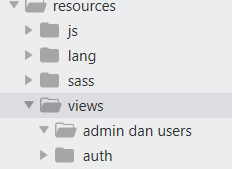 resources
js
lang
sass
views
admin dan users
auth